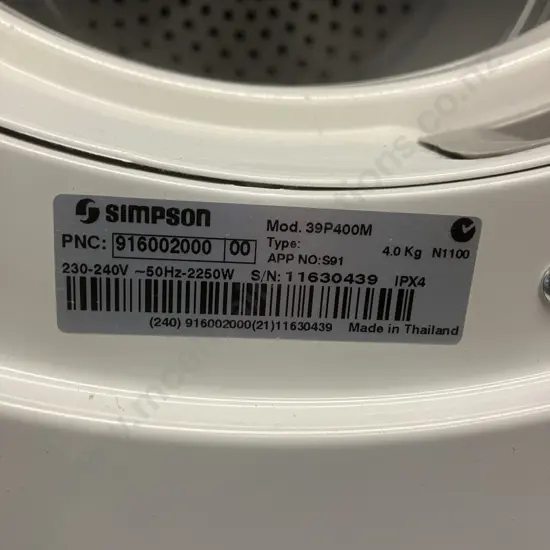 SIMPSON
Mod. 39P400M
PNC: 916002000 00
Type:
4.0 Kg N1100
APP NO:S91
230-240V ~50Hz-2250W S/N: 11630439 IPX4
(240) 916002000(21)11630439 Made in Thailand